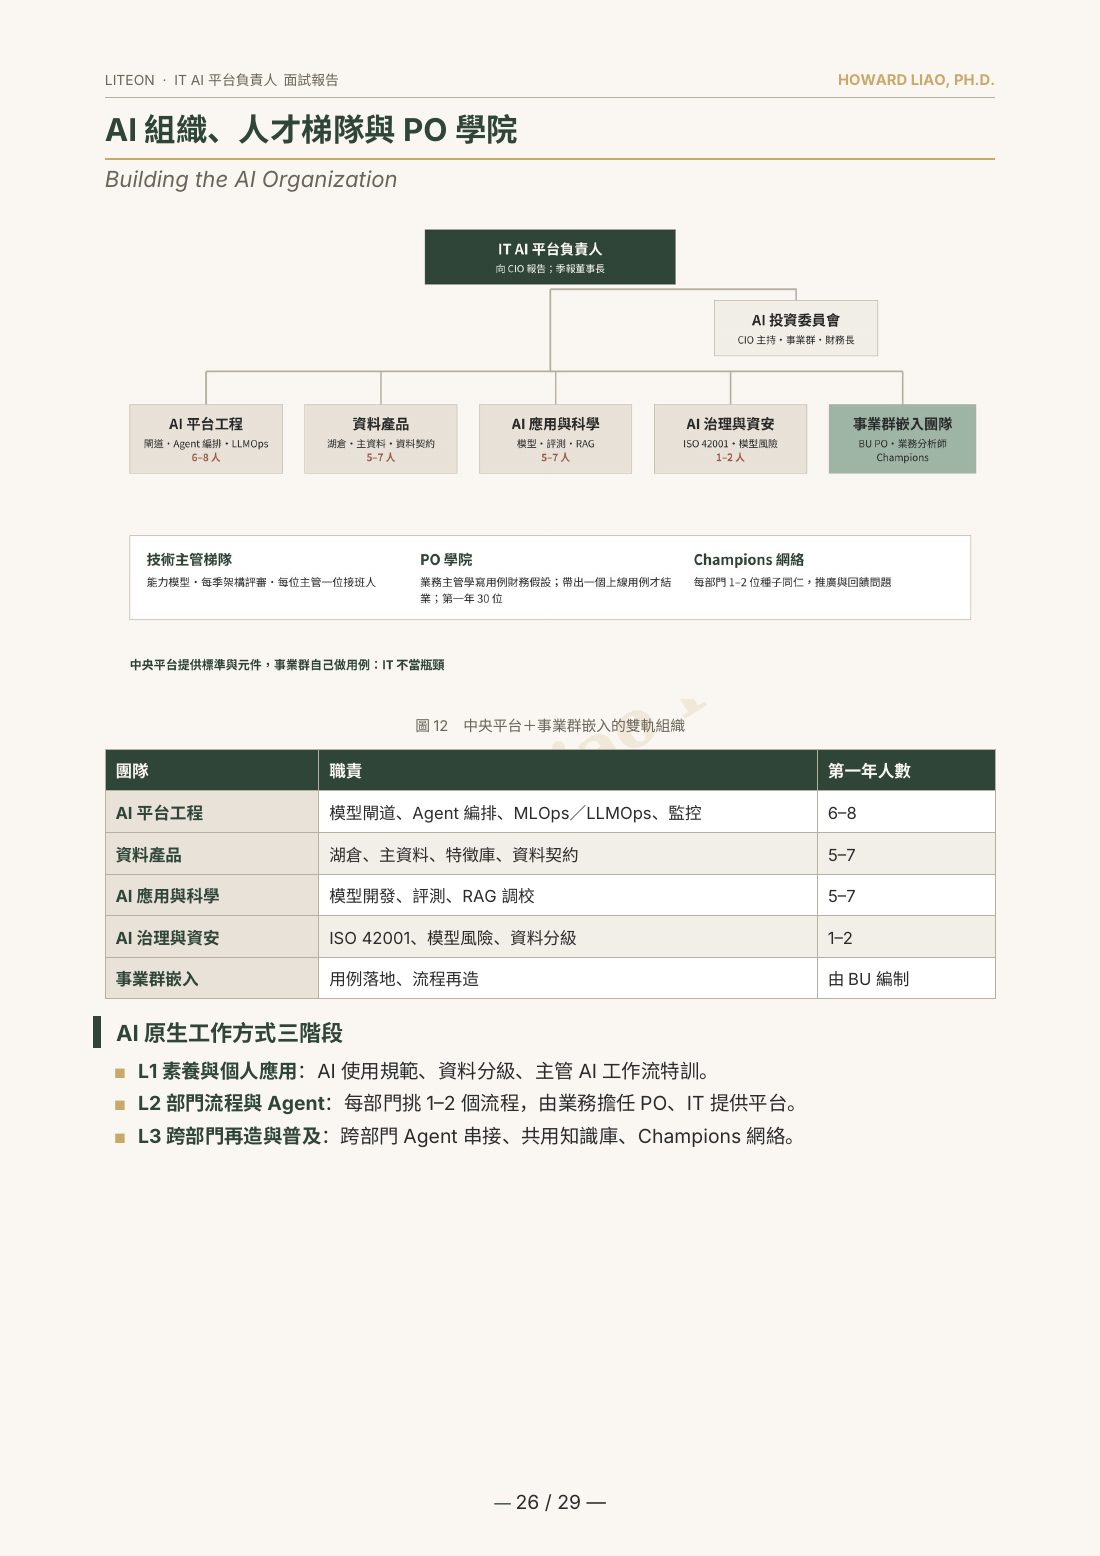 LITEON · IT AI 平台負責人 面試報告
HOWARD LIAO, PH.D.
AI 組織、人才梯隊與 PO 學院
Building the AI Organization
IT AI 平台負責人
向 CIO 報告；季報董事長
AI 投資委員會
CIO 主持・事業群・財務長
AI 平台工程
閘道・Agent 編排・LLMOps
6–8 人
資料產品
湖倉・主資料・資料契約
5–7 人
AI 應用與科學
模型・評測・RAG
5–7 人
AI 治理與資安
ISO 42001・模型風險
1–2 人
事業群嵌入團隊
BU PO・業務分析師
Champions
技術主管梯隊
能力模型・每季架構評審・每位主管一位接班人
PO 學院
業務主管學寫用例財務假設；帶出一個上線用例才結
業；第一年 30 位
Champions 網絡
每部門 1–2 位種子同仁，推廣與回饋問題
中央平台提供標準與元件，事業群自己做用例：IT 不當瓶頸
圖 12　中央平台＋事業群嵌入的雙軌組織
團隊 職責 第一年人數
AI 平台工程 模型閘道、Agent 編排、MLOps／LLMOps、監控 6–8
資料產品 湖倉、主資料、特徵庫、資料契約 5–7
AI 應用與科學 模型開發、評測、RAG 調校 5–7
AI 治理與資安 ISO 42001、模型風險、資料分級 1–2
事業群嵌入 用例落地、流程再造 由 BU 編制
AI 原生工作方式三階段
■ L1 素養與個人應用：AI 使用規範、資料分級、主管 AI 工作流特訓。
■ L2 部門流程與 Agent：每部門挑 1–2 個流程，由業務擔任 PO、IT 提供平台。
■ L3 跨部門再造與普及：跨部門 Agent 串接、共用知識庫、Champions 網絡。
— 26 / 29 —